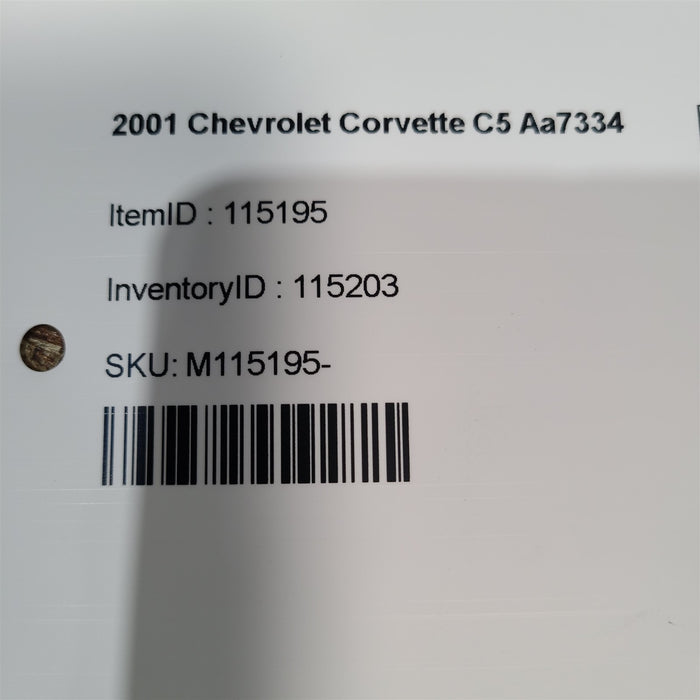 2001 Chevrolet Corvette C5 Aa7334
ItemID : 115195
InventoryID : 115203
SKU: M115195-